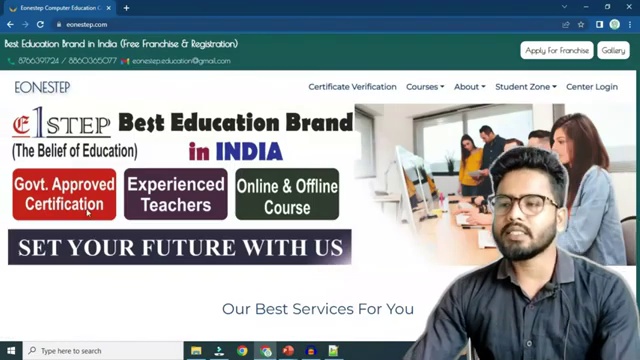 Eonestep Computer Education C
eonestep.com
Best Education Brand in India (Free Franchise & Registration)
8766391724 / 8860365077
eonestep.education@gmail.com
Apply For Franchise
Gallery
EONESTEP
Certificate Verification
Courses
About
Student Zone
Center Login
E1STEP
(The Belief of Education)
Best Education Brand
in INDIA
Govt. Approved
Certification
Experienced
Teachers
Online & Offline
Course
SET YOUR FUTURE WITH US
Our Best Services For You
Type here to search